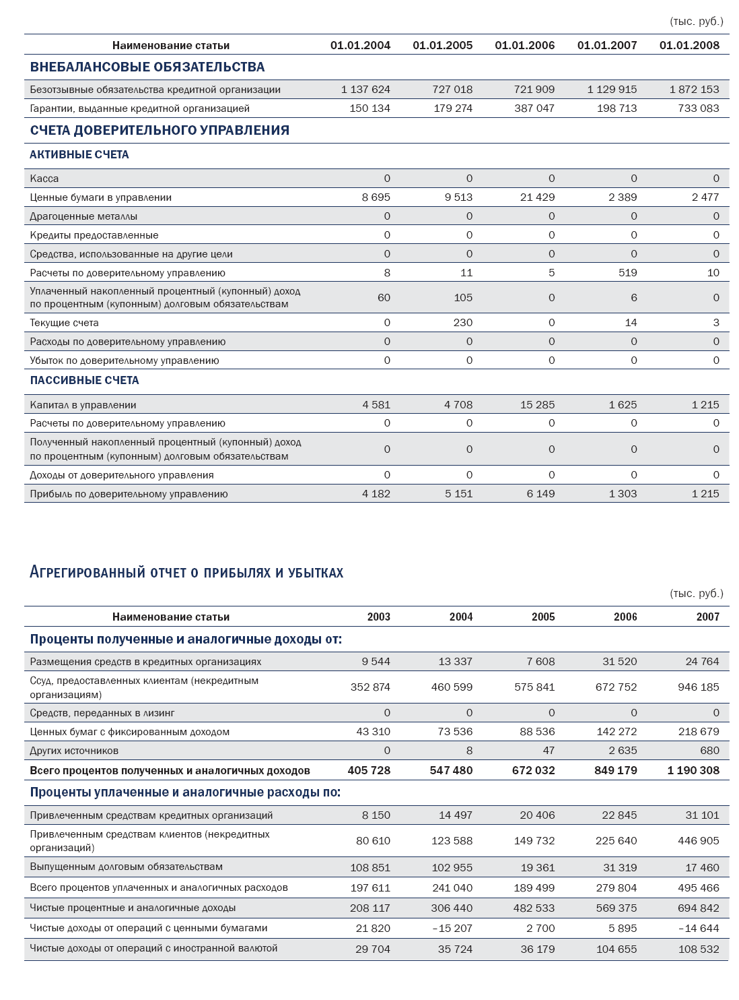 (тыс. руб.)
Наименование статьи 01.01.2004 01.01.2005 01.01.2006 01.01.2007 01.01.2008
ВНЕБАЛАНСОВЫЕ ОБЯЗАТЕЛЬСТВА
Безотзывные обязательства кредитной организации 1 137 624 727 018 721 909 1 129 915 1 872 153
Гарантии, выданные кредитной организацией 150 134 179 274 387 047 198 713 733 083
СЧЕТА ДОВЕРИТЕЛЬНОГО УПРАВЛЕНИЯ
АКТИВНЫЕ СЧЕТА
Касса 0 0 0 0 0
Ценные бумаги в управлении 8 695 9 513 21 429 2 389 2 477
Драгоценные металлы 0 0 0 0 0
Кредиты предоставленные 0 0 0 0 0
Средства, использованные на другие цели 0 0 0 0 0
Расчеты по доверительному управлению 8 11 5 519 10
Уплаченный накопленный процентный (купонный) доход
по процентным (купонным) долговым обязательствам 60 105 0 6 0
Текущие счета 0 230 0 14 3
Расходы по доверительному управлению 0 0 0 0 0
Убыток по доверительному управлению 0 0 0 0 0
ПАССИВНЫЕ СЧЕТА
Капитал в управлении 4 581 4 708 15 285 1 625 1 215
Расчеты по доверительному управлению 0 0 0 0 0
Полученный накопленный процентный (купонный) доход
по процентным (купонным) долговым обязательствам 0 0 0 0 0
Доходы от доверительного управления 0 0 0 0 0
Прибыль по доверительному управлению 4 182 5 151 6 149 1 303 1 215
Агрегированный отчет о прибылях и убытках
(тыс. руб.)
Наименование статьи 2003 2004 2005 2006 2007
Проценты полученные и аналогичные доходы от:
Размещения средств в кредитных организациях 9 544 13 337 7 608 31 520 24 764
Ссуд, предоставленных клиентам (некредитным
организациям) 352 874 460 599 575 841 672 752 946 185
Средств, переданных в лизинг 0 0 0 0 0
Ценных бумаг с фиксированным доходом 43 310 73 536 88 536 142 272 218 679
Других источников 0 8 47 2 635 680
Всего процентов полученных и аналогичных доходов 405 728 547 480 672 032 849 179 1 190 308
Проценты уплаченные и аналогичные расходы по:
Привлеченным средствам кредитных организаций 8 150 14 497 20 406 22 845 31 101
Привлеченным средствам клиентов (некредитных
организаций) 80 610 123 588 149 732 225 640 446 905
Выпущенным долговым обязательствам 108 851 102 955 19 361 31 319 17 460
Всего процентов уплаченных и аналогичных расходов 197 611 241 040 189 499 279 804 495 466
Чистые процентные и аналогичные доходы 208 117 306 440 482 533 569 375 694 842
Чистые доходы от операций с ценными бумагами 21 820 –15 207 2 700 5 895 –14 644
Чистые доходы от операций с иностранной валютой 29 704 35 724 36 179 104 655 108 532